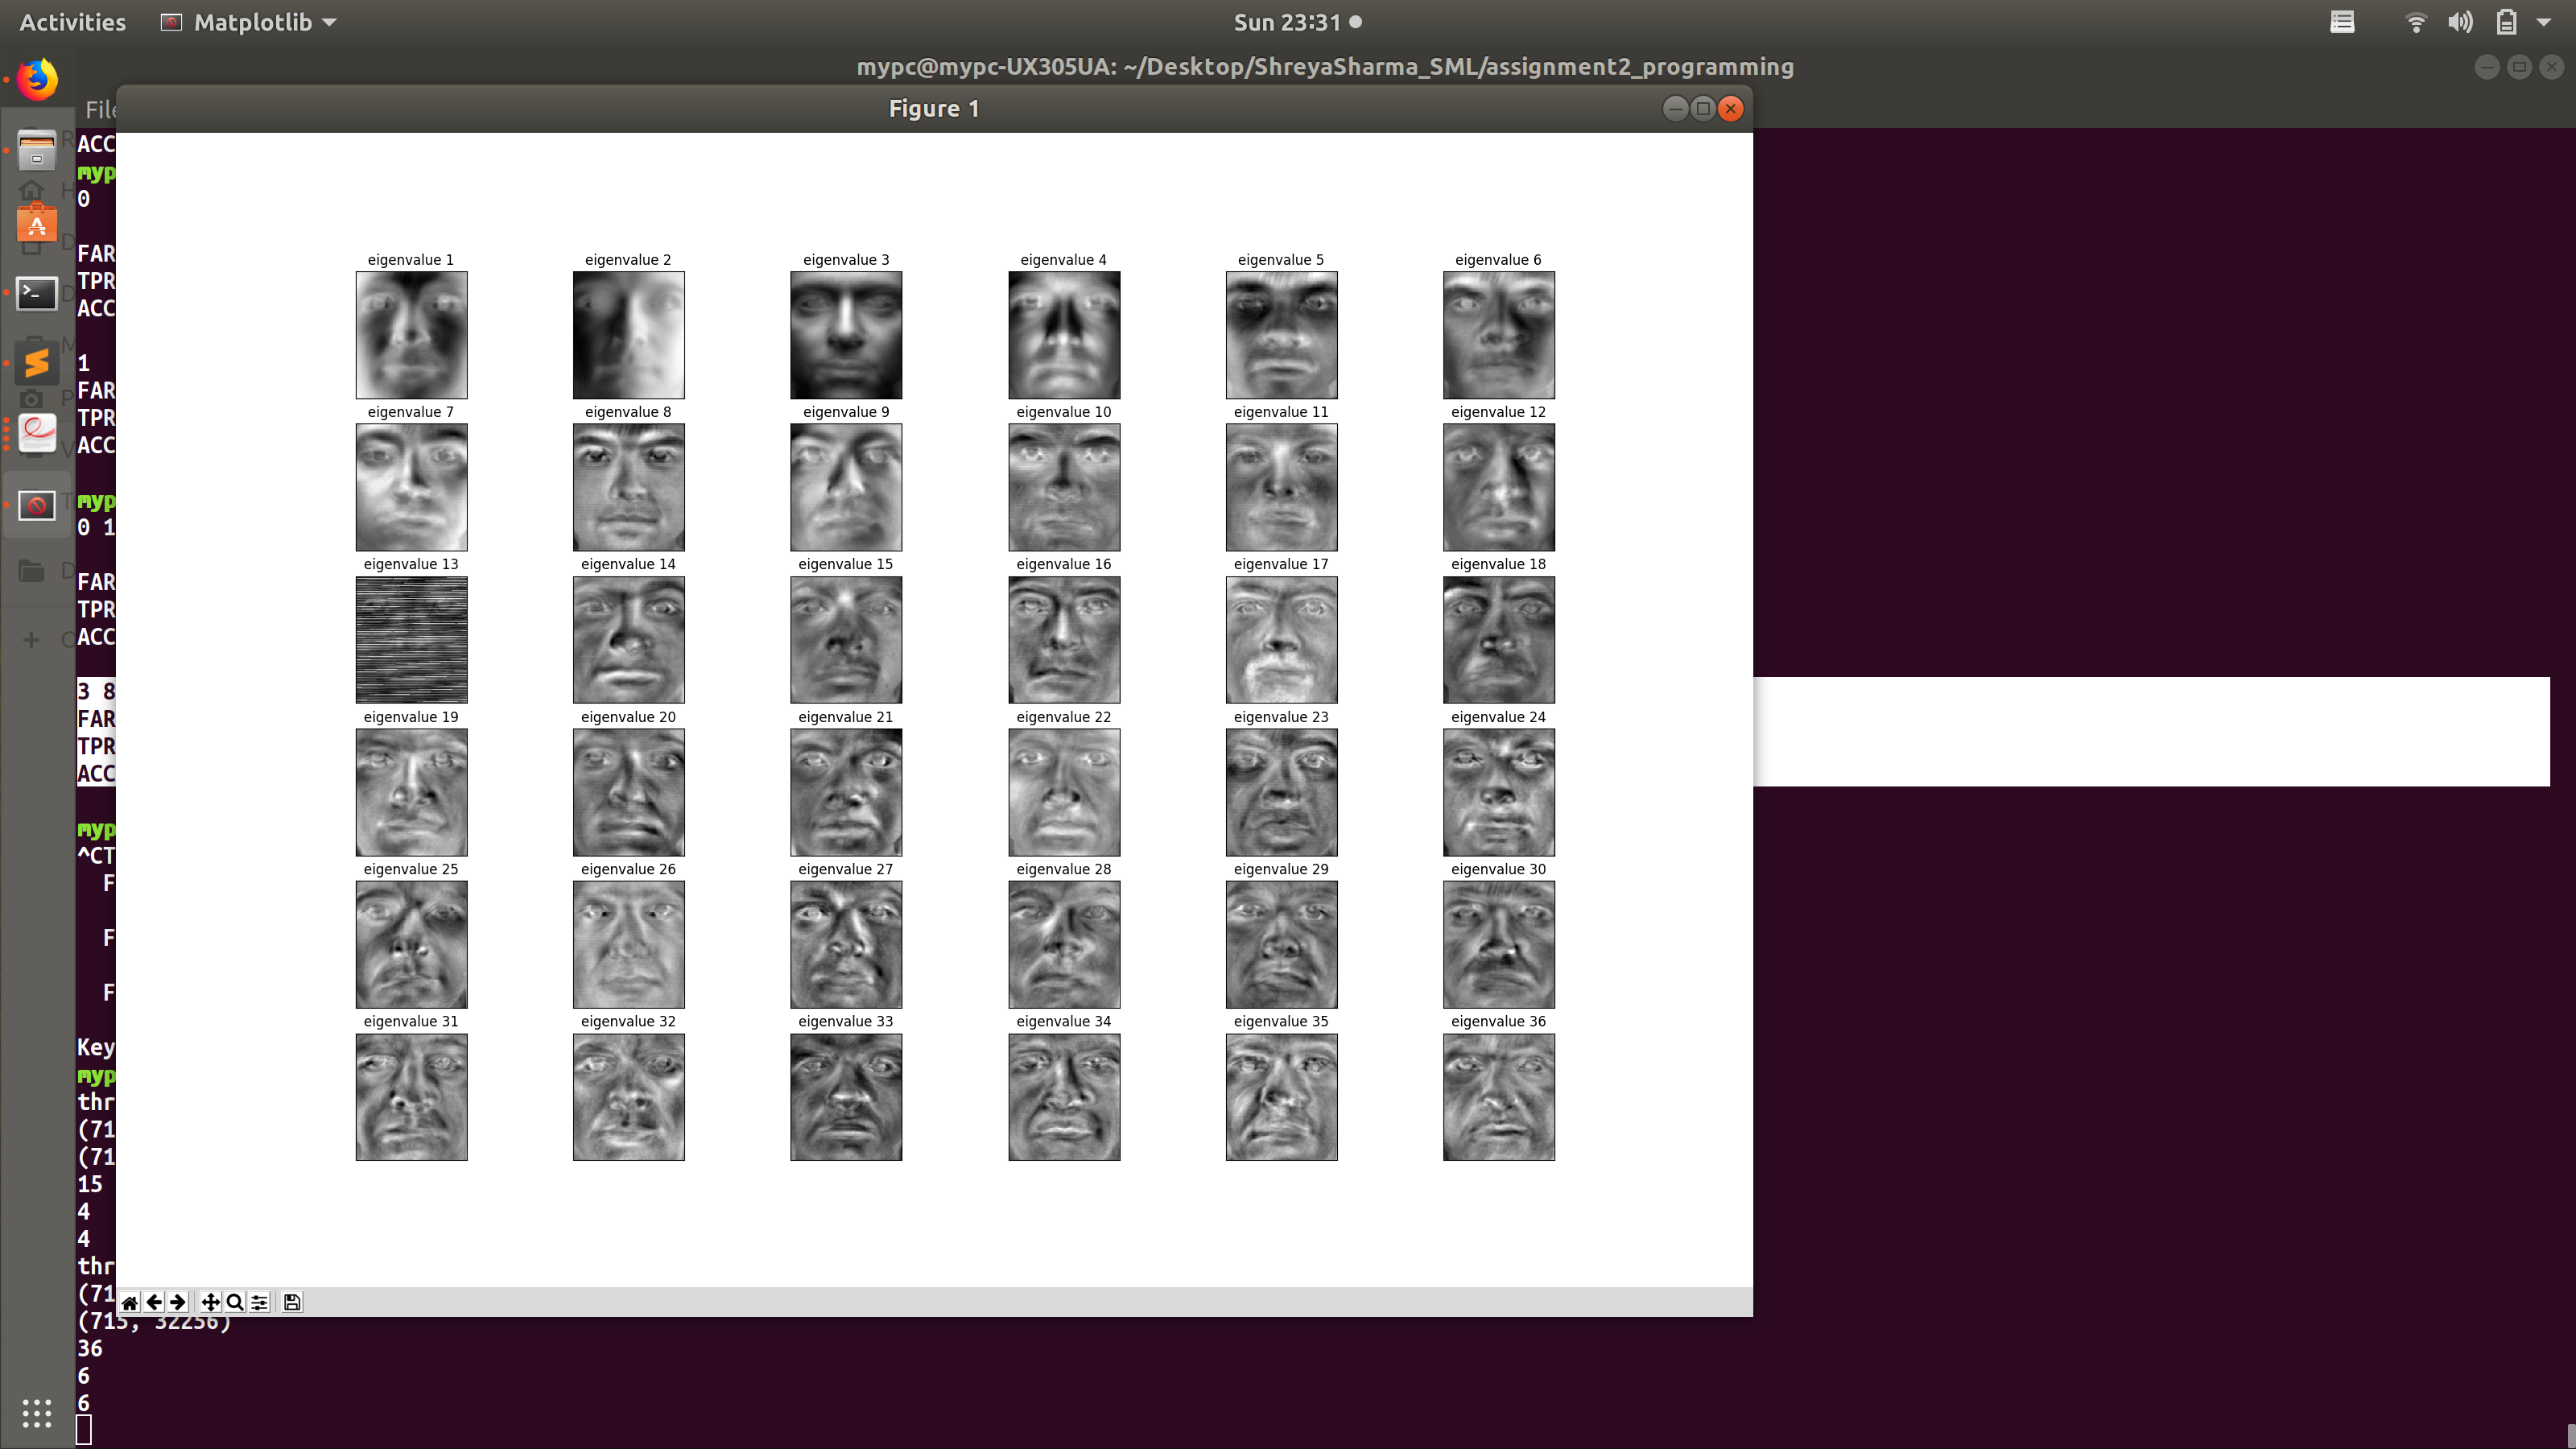 Activities Matplotlib Sun 23:31
mypc@mypc-UX305UA: ~/Desktop/ShreyaSharma_SML/assignment2_programming
File
Figure 1
ACC
myp
0
FAR
TPR
ACC
1
FAR
TPR
ACC
myp
0 1
FAR
TPR
ACC
3 8
FAR
TPR
ACC
myp
^CT
F
F
F
Key
myp
thr
(71
(71
15
4
4
thr
(71
(715, 32256)
36
6
6
eigenvalue 1 eigenvalue 2 eigenvalue 3 eigenvalue 4 eigenvalue 5 eigenvalue 6
eigenvalue 7 eigenvalue 8 eigenvalue 9 eigenvalue 10 eigenvalue 11 eigenvalue 12
eigenvalue 13 eigenvalue 14 eigenvalue 15 eigenvalue 16 eigenvalue 17 eigenvalue 18
eigenvalue 19 eigenvalue 20 eigenvalue 21 eigenvalue 22 eigenvalue 23 eigenvalue 24
eigenvalue 25 eigenvalue 26 eigenvalue 27 eigenvalue 28 eigenvalue 29 eigenvalue 30
eigenvalue 31 eigenvalue 32 eigenvalue 33 eigenvalue 34 eigenvalue 35 eigenvalue 36